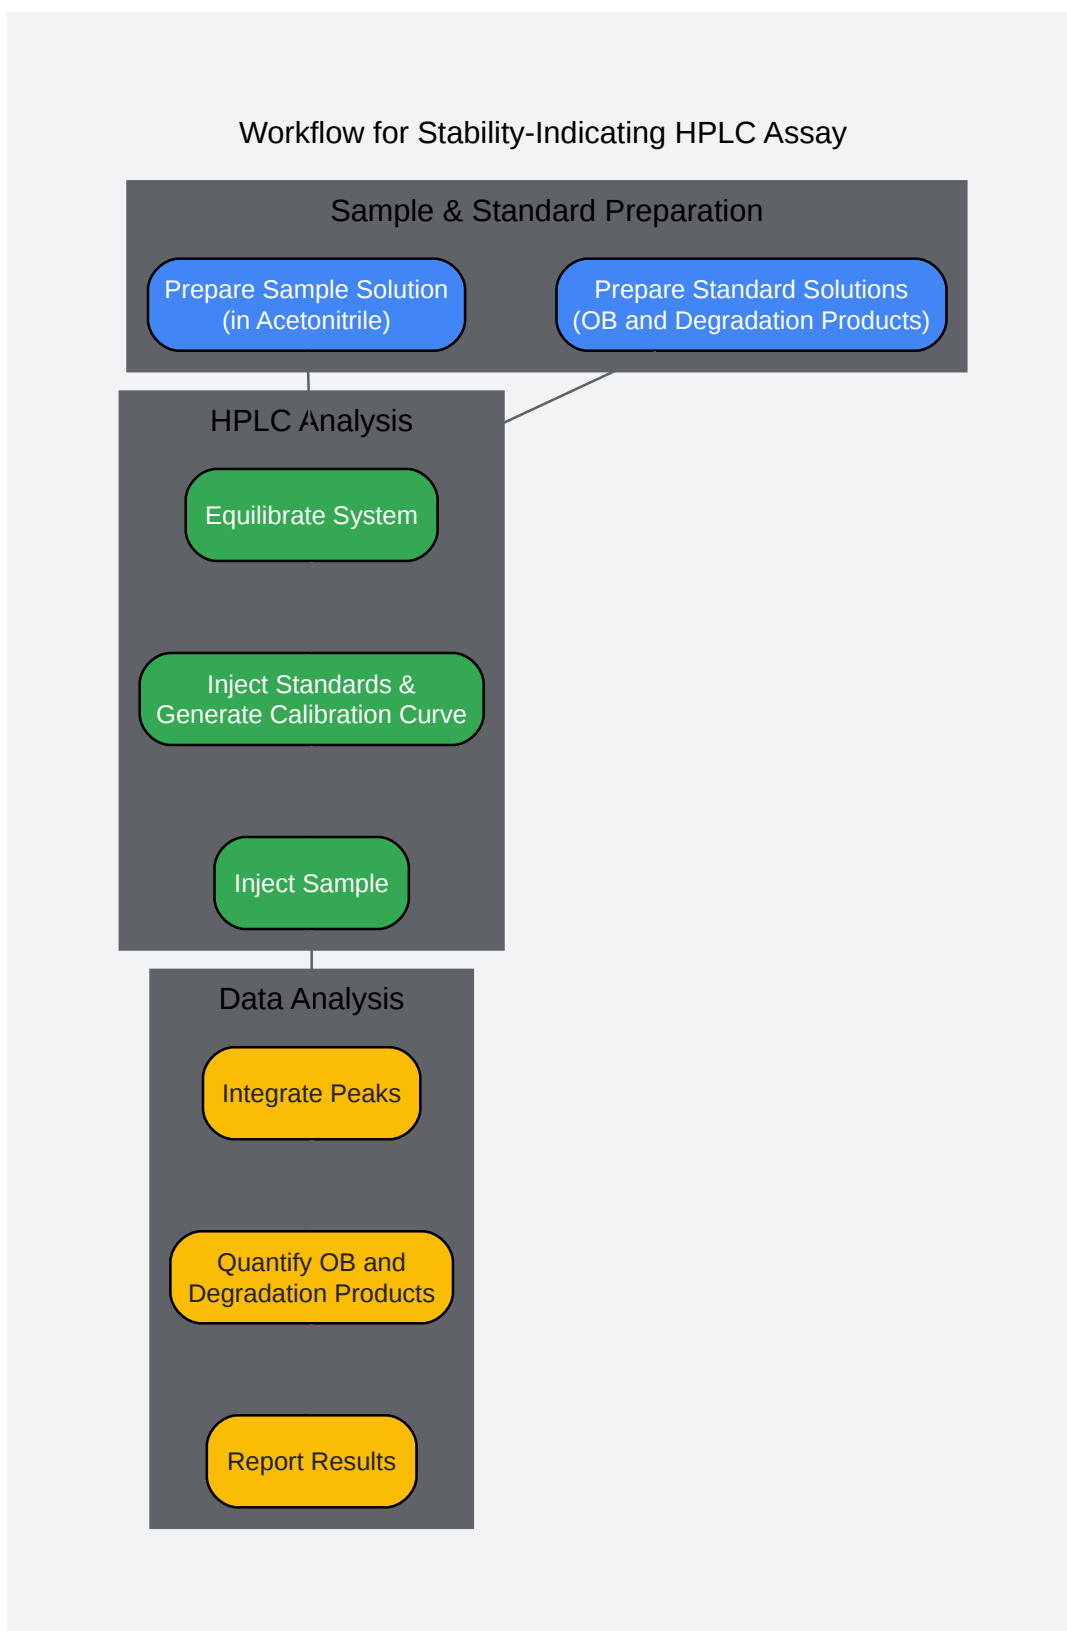 Workflow for Stability-Indicating HPLC Assay
Sample & Standard Preparation
Prepare Sample Solution
(in Acetonitrile)
Prepare Standard Solutions
(OB and Degradation Products)
HPLC Analysis
Equilibrate System
Inject Standards &
Generate Calibration Curve
Inject Sample
Data Analysis
Integrate Peaks
Quantify OB and
Degradation Products
Report Results